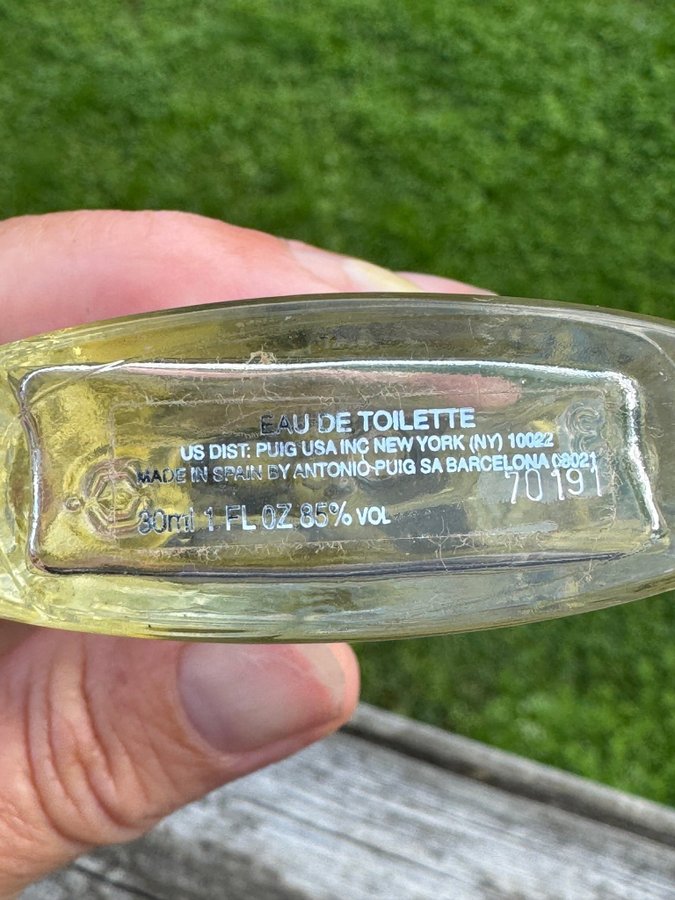 EAU DE TOILETTE
US DIST: PUIG USA INC NEW YORK (NY) 10022
MADE IN SPAIN BY ANTONIO PUIG SA BARCELONA 08021
70191
30ml 1 FL OZ 85% VOL